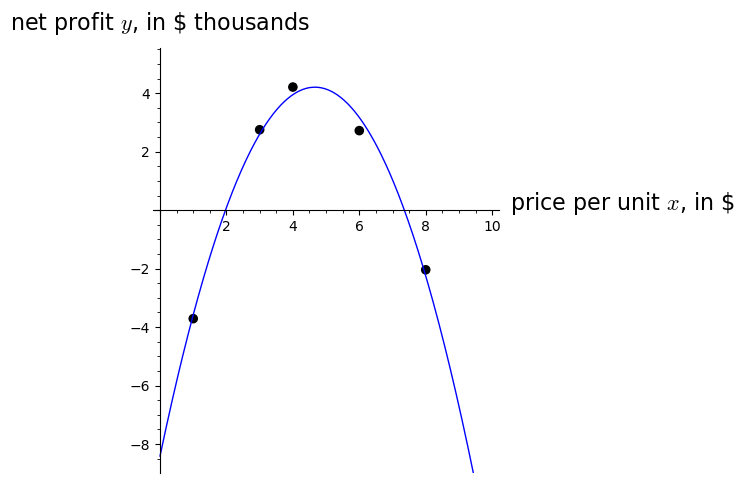 net profit y, in $ thousands
4
2
price per unit x, in $
2 4 6 8 10
−2
−4
−6
−8